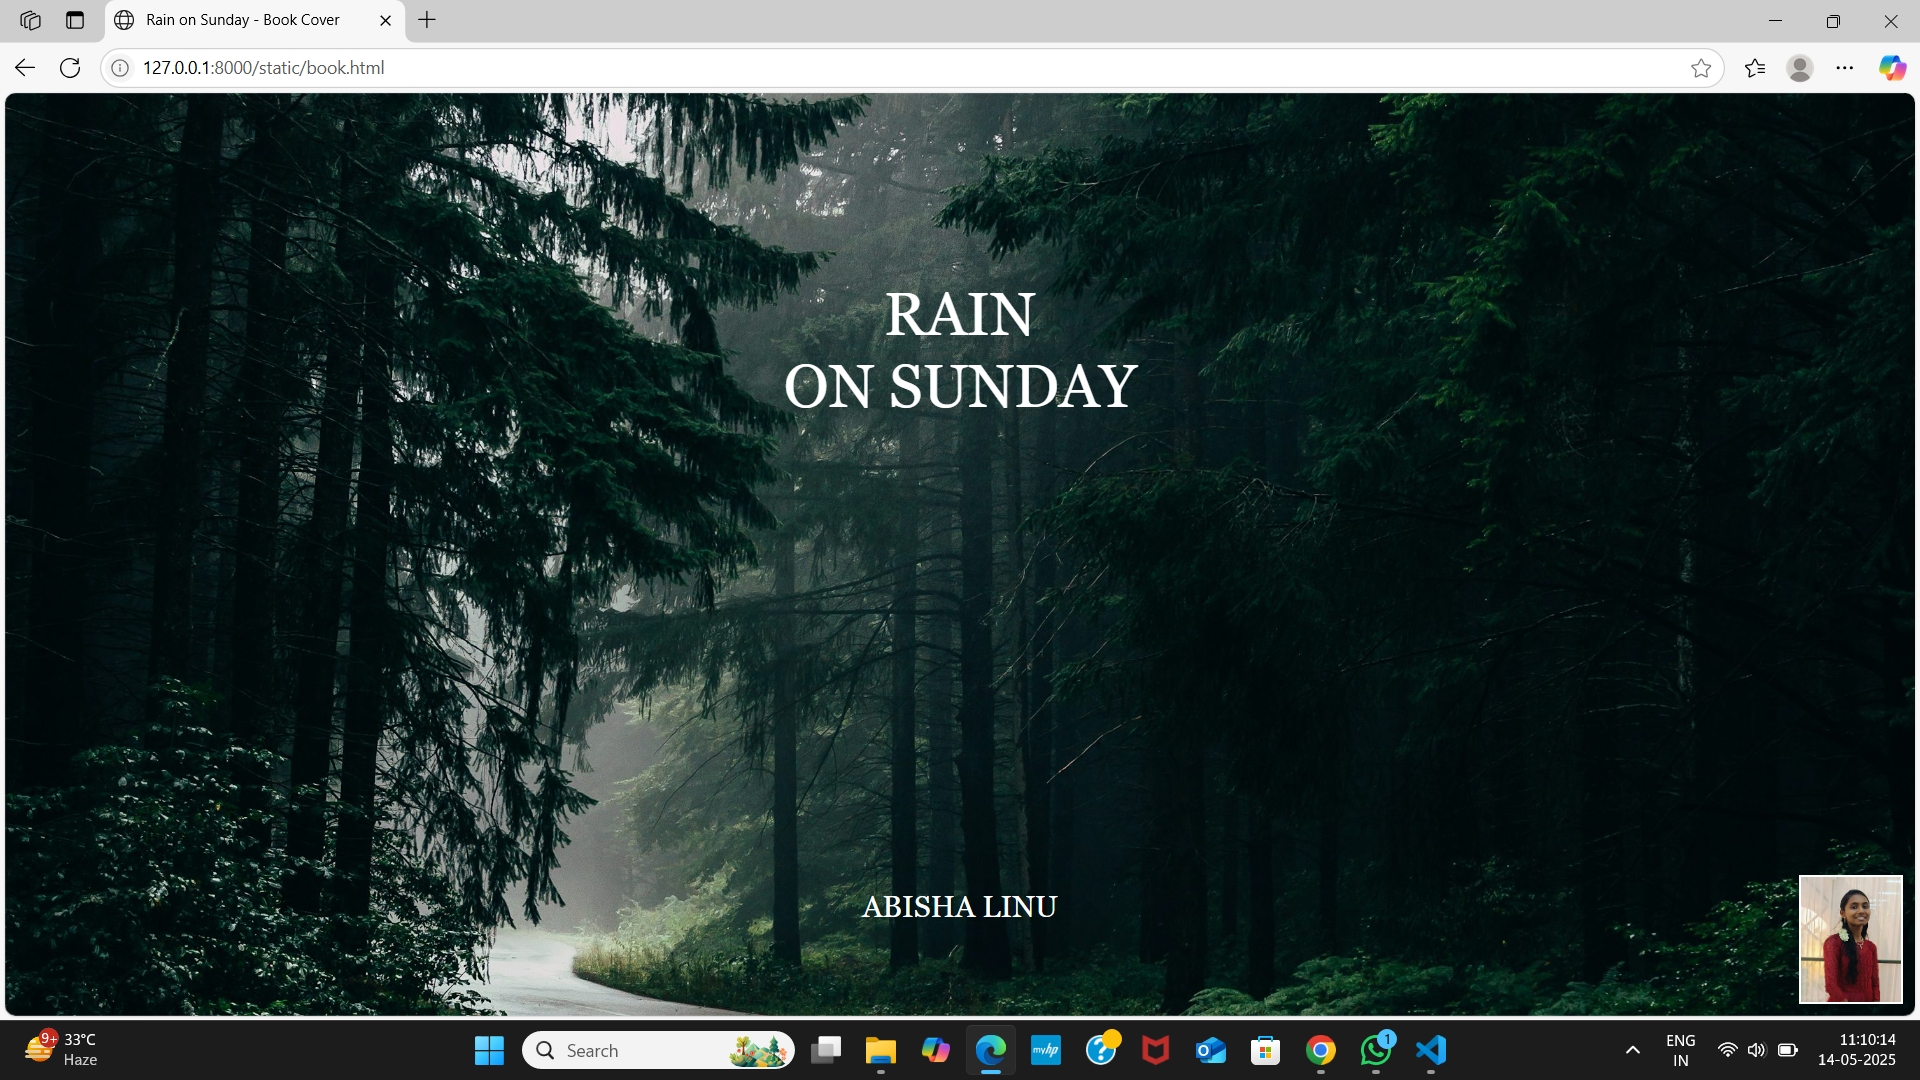 Rain on Sunday - Book Cover
127.0.0.1:8000/static/book.html
RAIN
ON SUNDAY
ABISHA LINU
9+
33°C
Haze
Search
myhp
1
ENG
IN
11:10:14
14-05-2025